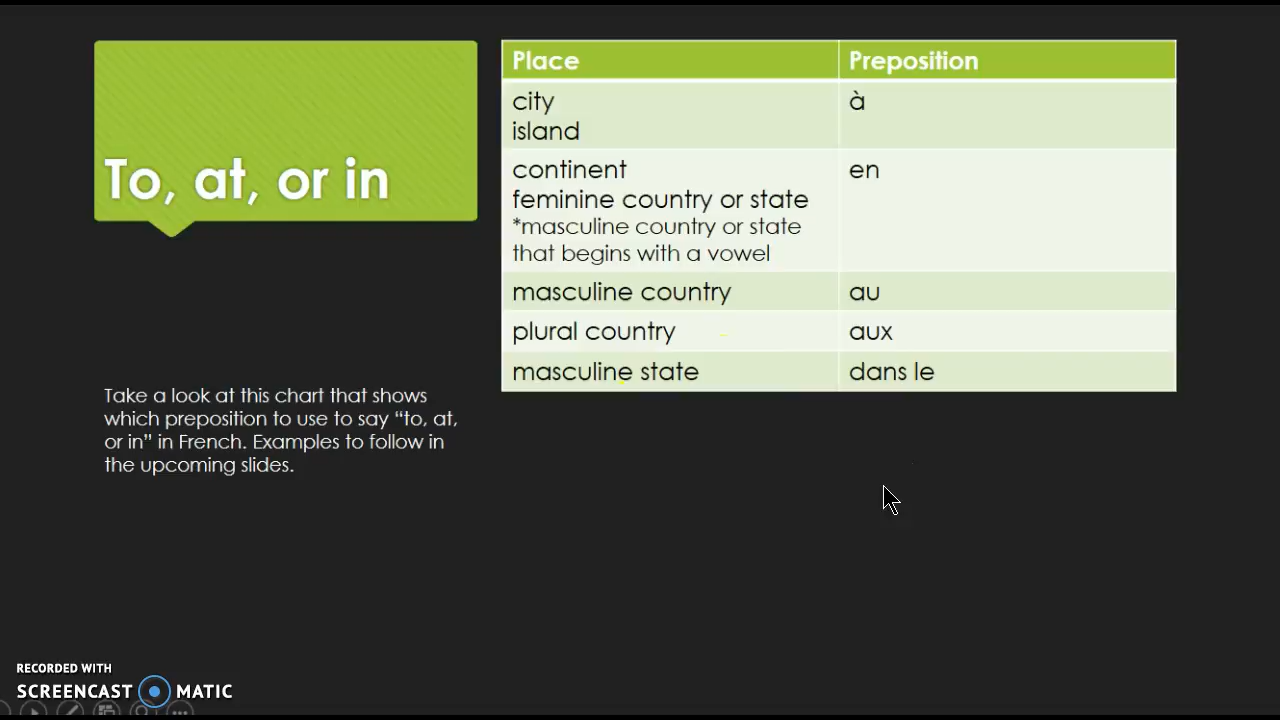 To, at, or in
Take a look at this chart that shows
which preposition to use to say “to, at,
or in” in French. Examples to follow in
the upcoming slides.
Place Preposition
city à
island
continent en
feminine country or state
*masculine country or state
that begins with a vowel
masculine country au
plural country aux
masculine state dans le
RECORDED WITH
SCREENCAST MATIC